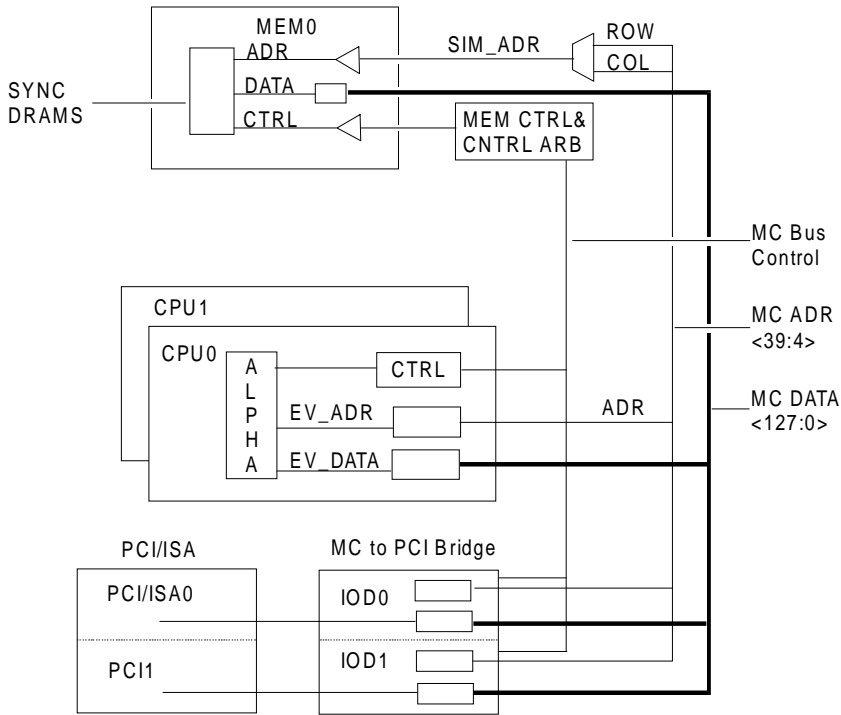 MEM0
ADR
SIM_ADR
ROW
COL
DATA
SYNC
DRAMS
CTRL
MEM CTRL&
CNTRL ARB
MC Bus
Control
CPU1
MC ADR
<39:4>
CPU0
ALPHA
CTRL
EV_ADR
ADR
MC DATA
<127:0>
EV_DATA
PCI/ISA
MC to PCI Bridge
PCI/ISA0
IOD0
PCI1
IOD1